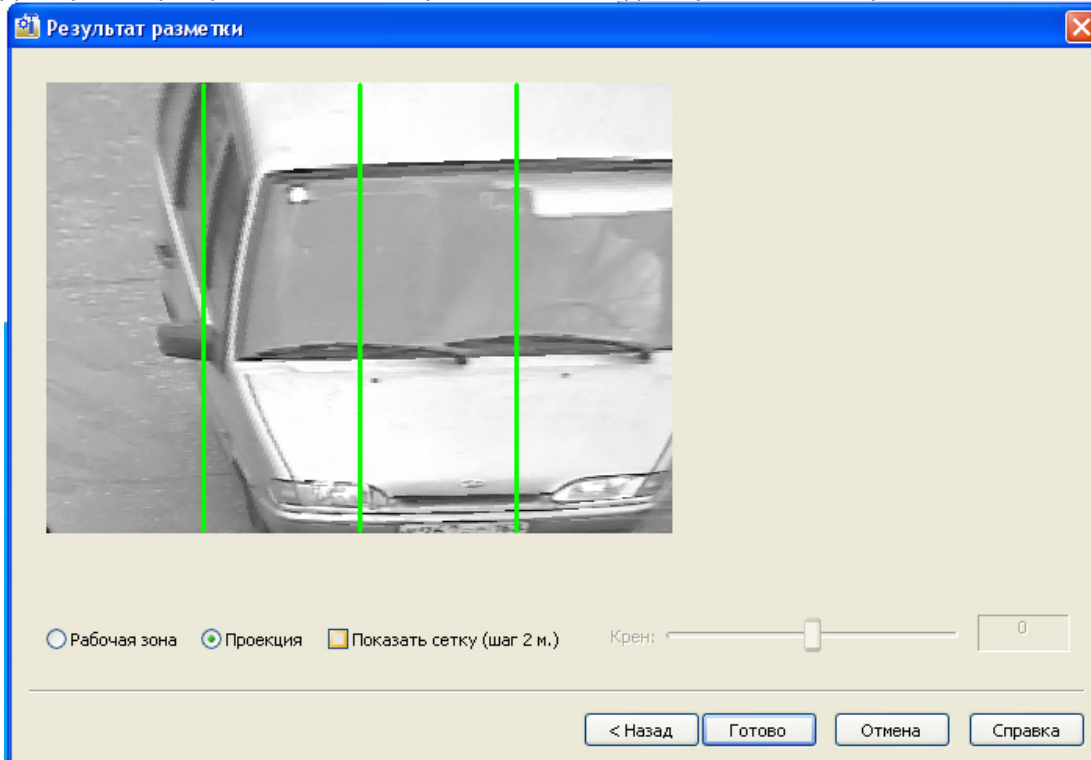 Результат разметки
Рабочая зона Проекция Показать сетку (шаг 2 м.) Крен: 0
< Назад Готово Отмена Справка